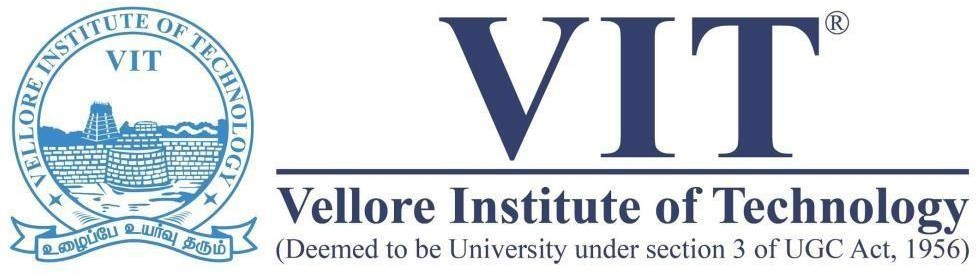 VELLORE INSTITUTE OF TECHNOLOGY
VIT
உழைப்பே உயர்வு தரும்
VIT®
Vellore Institute of Technology
(Deemed to be University under section 3 of UGC Act, 1956)